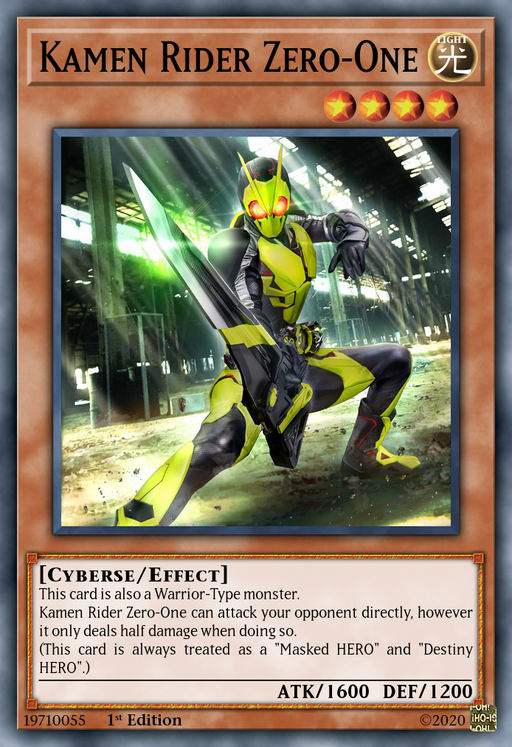 KAMEN RIDER ZERO-ONE
LIGHT
光
[CYBERSE/EFFECT]
This card is also a Warrior-Type monster.
Kamen Rider Zero-One can attack your opponent directly, however
it only deals half damage when doing so.
(This card is always treated as a "Masked HERO" and "Destiny
HERO".)
ATK/1600 DEF/1200
19710055 1st Edition ©2020